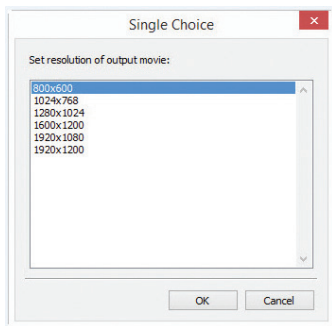 Single Choice
Set resolution of output movie:
800x600
1024x768
1280x1024
1600x1200
1920x1080
1920x1200
OK
Cancel